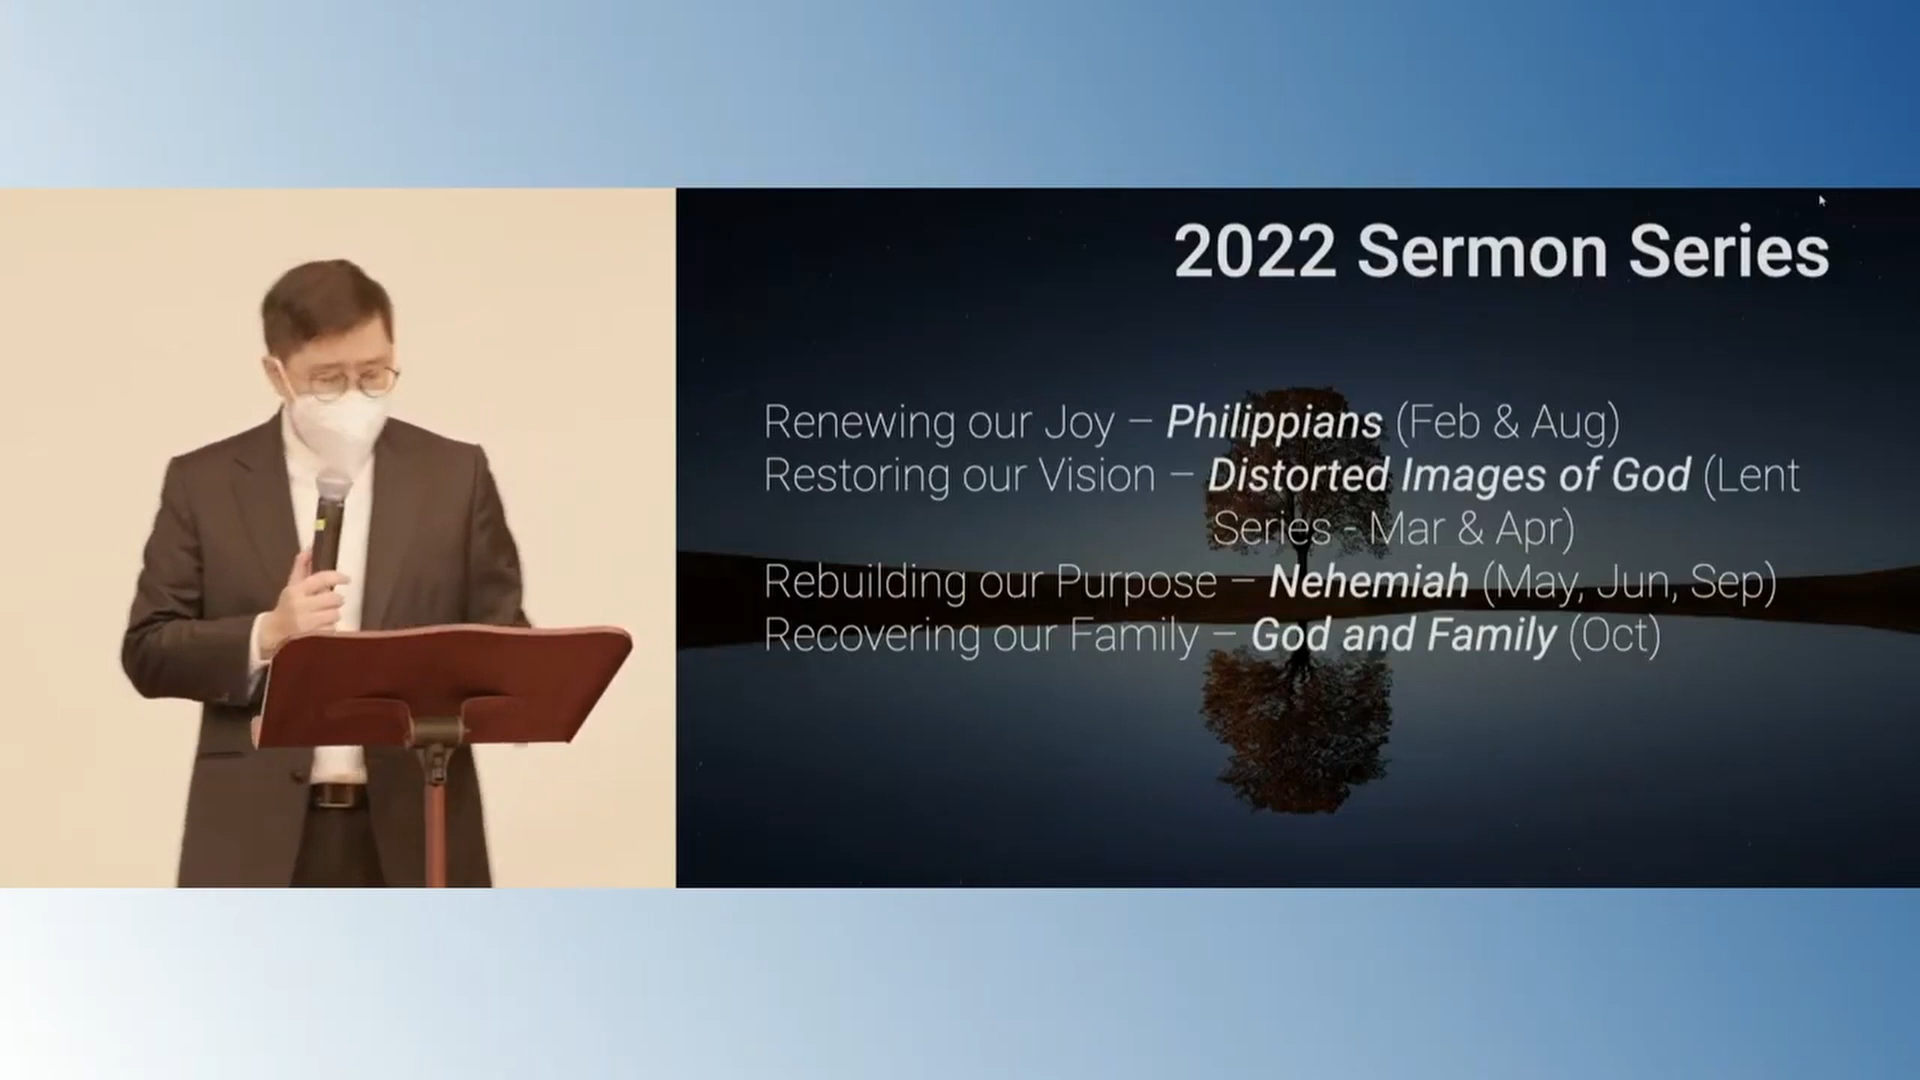 2022 Sermon Series
Renewing our Joy – Philippians (Feb & Aug)
Restoring our Vision – Distorted Images of God (Lent
Series - Mar & Apr)
Rebuilding our Purpose – Nehemiah (May, Jun, Sep)
Recovering our Family – God and Family (Oct)